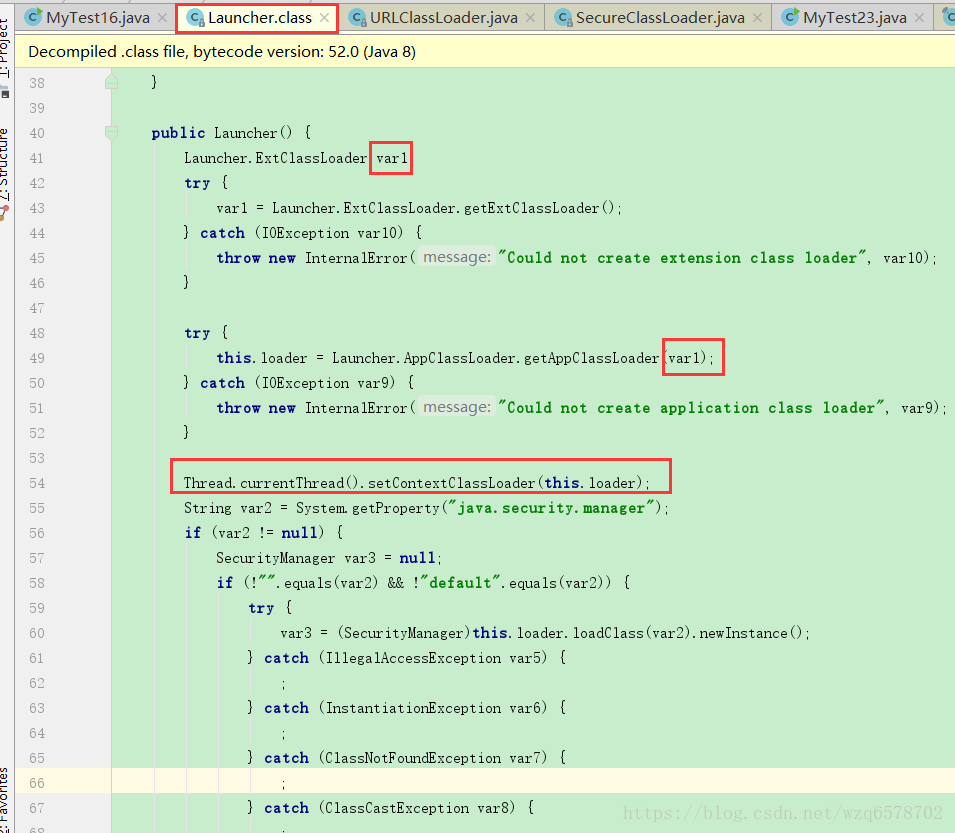 MyTest16.java × Launcher.class × URLClassLoader.java × SecureClassLoader.java × MyTest23.java ×
1: Project
Decompiled .class file, bytecode version: 52.0 (Java 8)
7: Structure
2: Favorites
38 }
39
40 public Launcher() {
41 Launcher.ExtClassLoader var1
42 try {
43 var1 = Launcher.ExtClassLoader.getExtClassLoader();
44 } catch (IOException var10) {
45 throw new InternalError( message: "Could not create extension class loader", var10);
46 }
47
48 try {
49 this.loader = Launcher.AppClassLoader.getAppClassLoader(var1);
50 } catch (IOException var9) {
51 throw new InternalError( message: "Could not create application class loader", var9);
52 }
53
54 Thread.currentThread().setContextClassLoader(this.loader);
55 String var2 = System.getProperty("java.security.manager");
56 if (var2 != null) {
57 SecurityManager var3 = null;
58 if (!"".equals(var2) && !"default".equals(var2)) {
59 try {
60 var3 = (SecurityManager)this.loader.loadClass(var2).newInstance();
61 } catch (IllegalAccessException var5) {
62 ;
63 } catch (InstantiationException var6) {
64 ;
65 } catch (ClassNotFoundException var7) {
66 ;
67 } catch (ClassCastException var8) {
68 ;
https://blog.csdn.net/wzq6578702